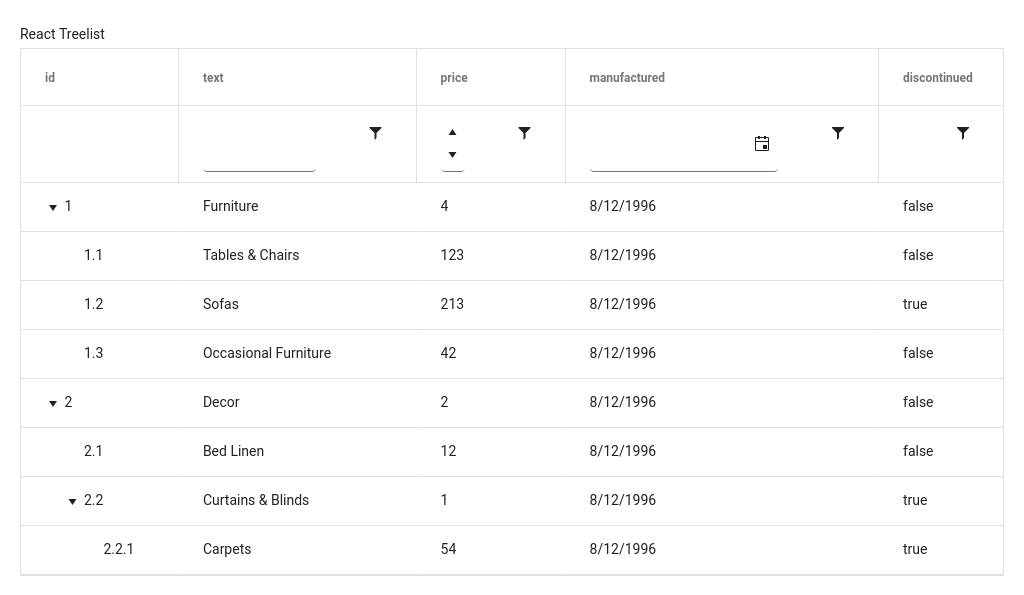 React Treelist
id text price manufactured discontinued
1 Furniture 4 8/12/1996 false
1.1 Tables & Chairs 123 8/12/1996 false
1.2 Sofas 213 8/12/1996 true
1.3 Occasional Furniture 42 8/12/1996 false
2 Decor 2 8/12/1996 false
2.1 Bed Linen 12 8/12/1996 false
2.2 Curtains & Blinds 1 8/12/1996 true
2.2.1 Carpets 54 8/12/1996 true